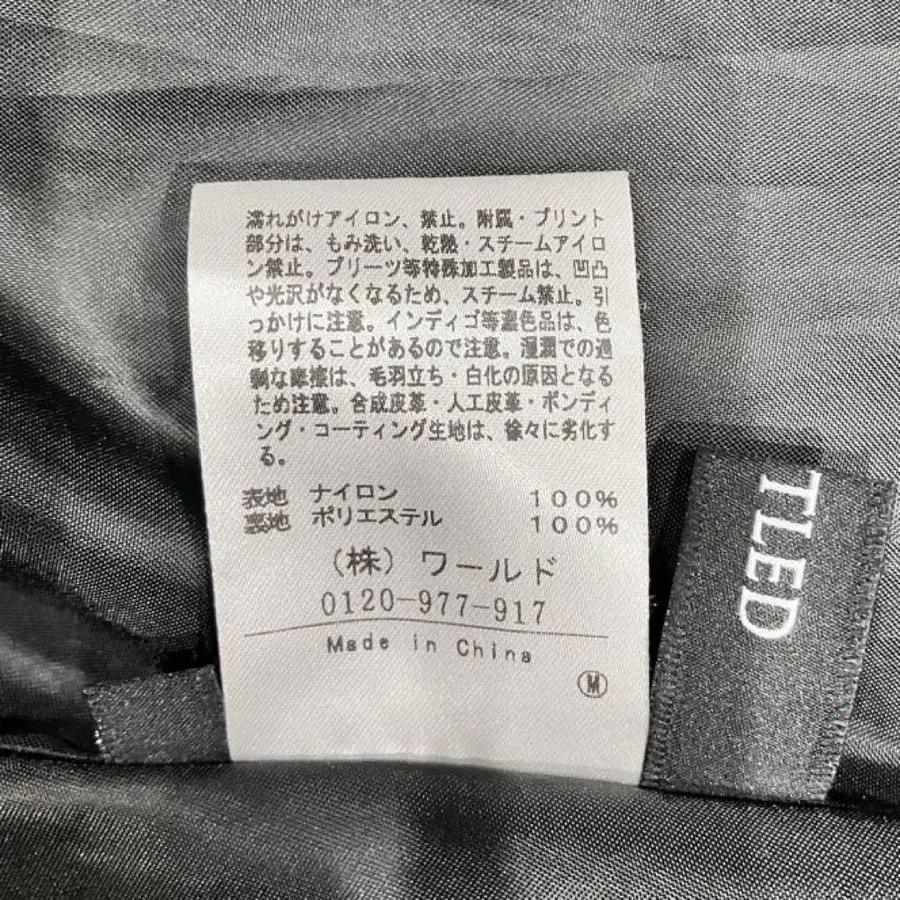 濡れがけアイロン、禁止。附属・プリント
部分は、もみ洗い、乾熱・スチームアイロ
ン禁止。プリーツ等特殊加工製品は、凹凸
や光沢がなくなるため、スチーム禁止。引
っかけに注意。インディゴ等濃色品は、色
移りすることがあるので注意。湿潤での過
剰な摩擦は、毛羽立ち・白化の原因となる
ため注意。合成皮革・人工皮革・ボンディ
ング・コーティング生地は、徐々に劣化す
る。
表地 ナイロン 100%
裏地 ポリエステル 100%
(株)ワールド
0120-977-917
Made in China
M
TLED